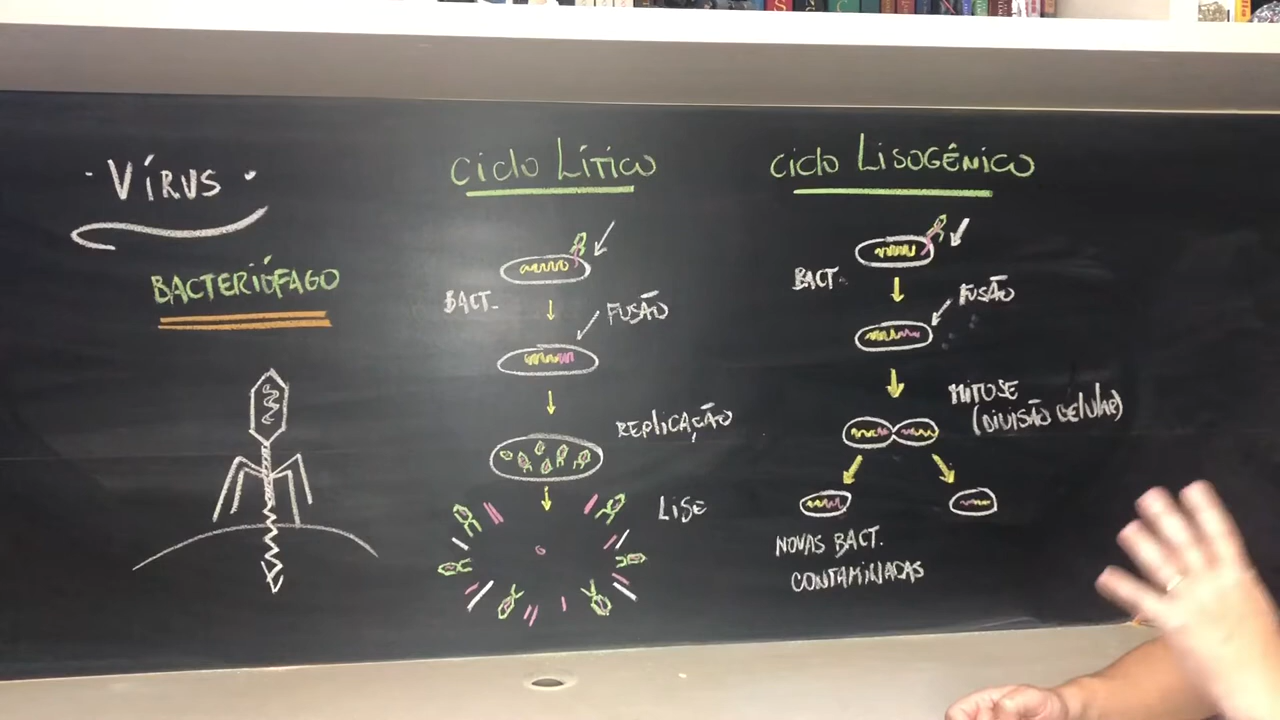 · VÍRUS ·
BACTERIÓFAGO
CICLO LÍTICO
BACT.
FUSÃO
REPLICAÇÃO
LISE
CICLO LISOGÊNICO
BACT.
FUSÃO
MITOSE
(DIVISÃO CELULAR)
NOVAS BACT.
CONTAMINADAS